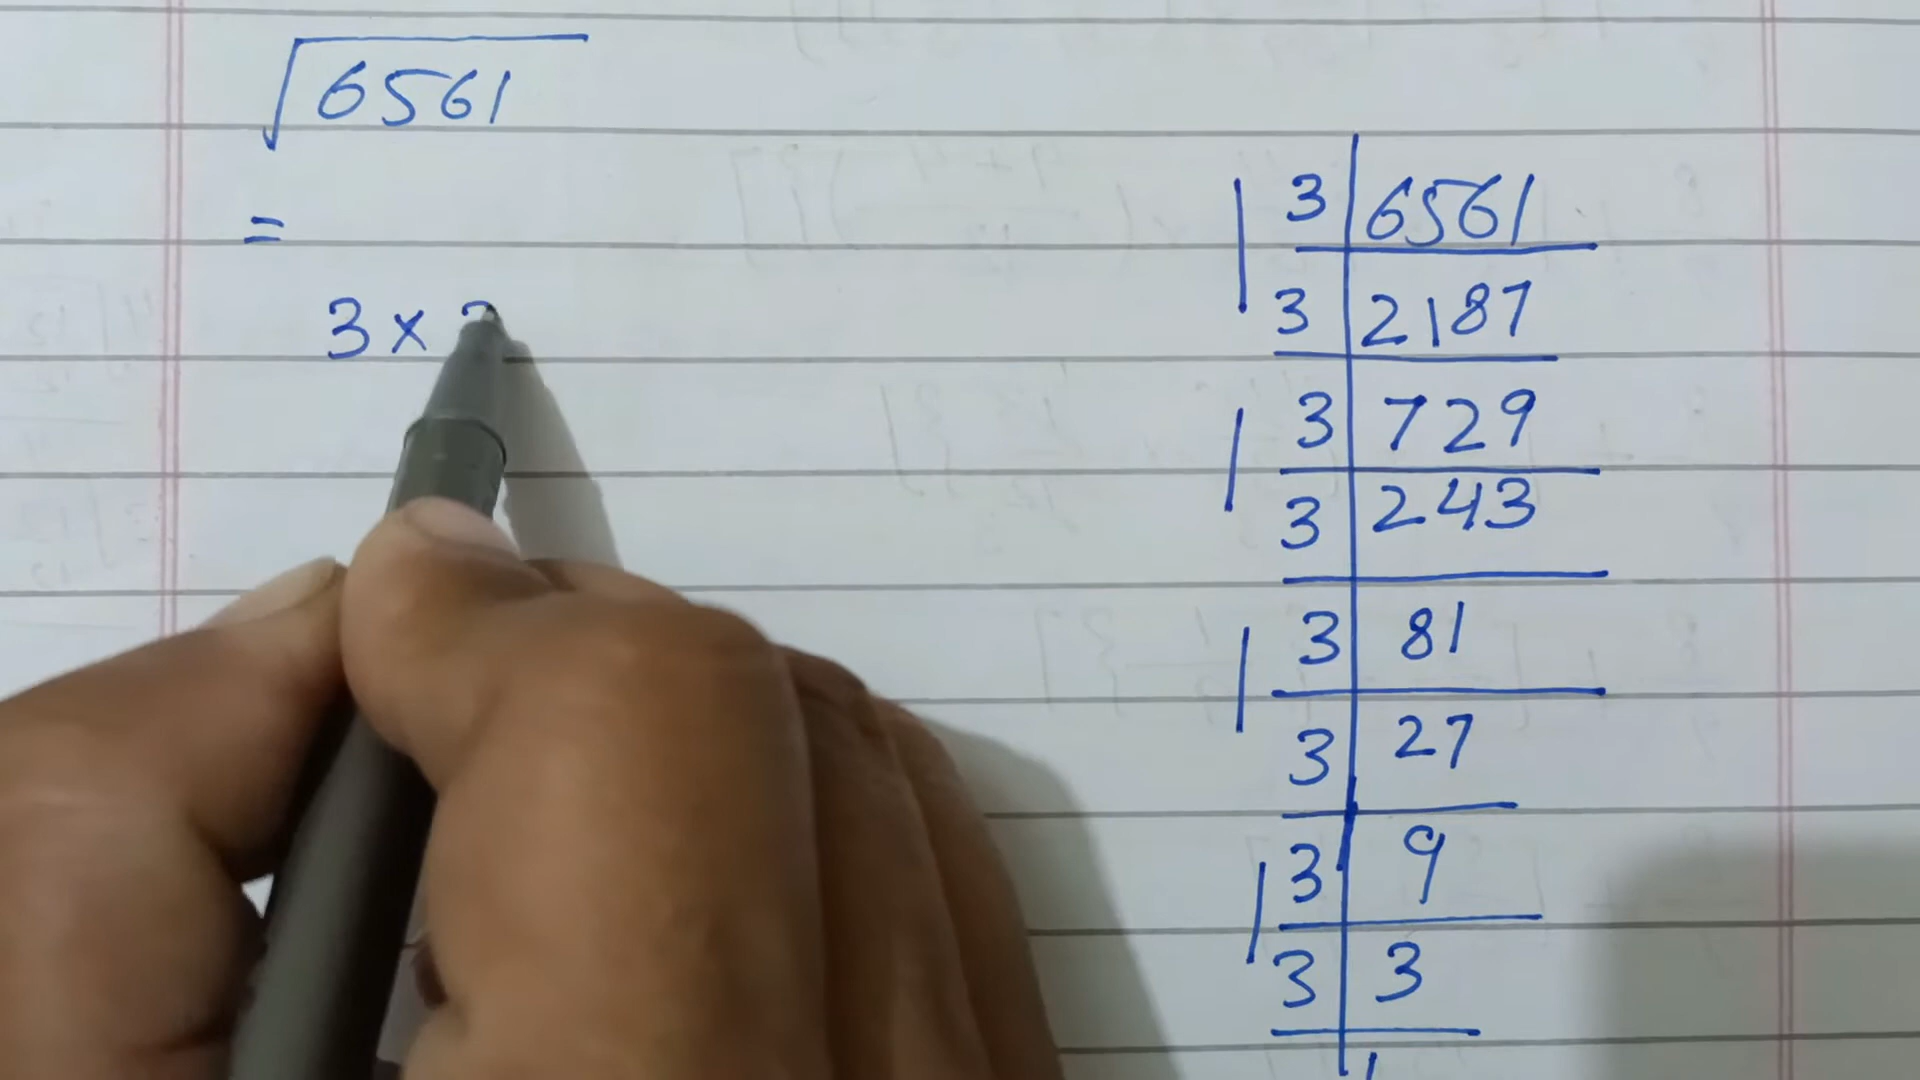 √6561
=
3 × 3
3 | 6561
3 | 2187
3 | 729
3 | 243
3 | 81
3 | 27
3 | 9
3 | 3
1